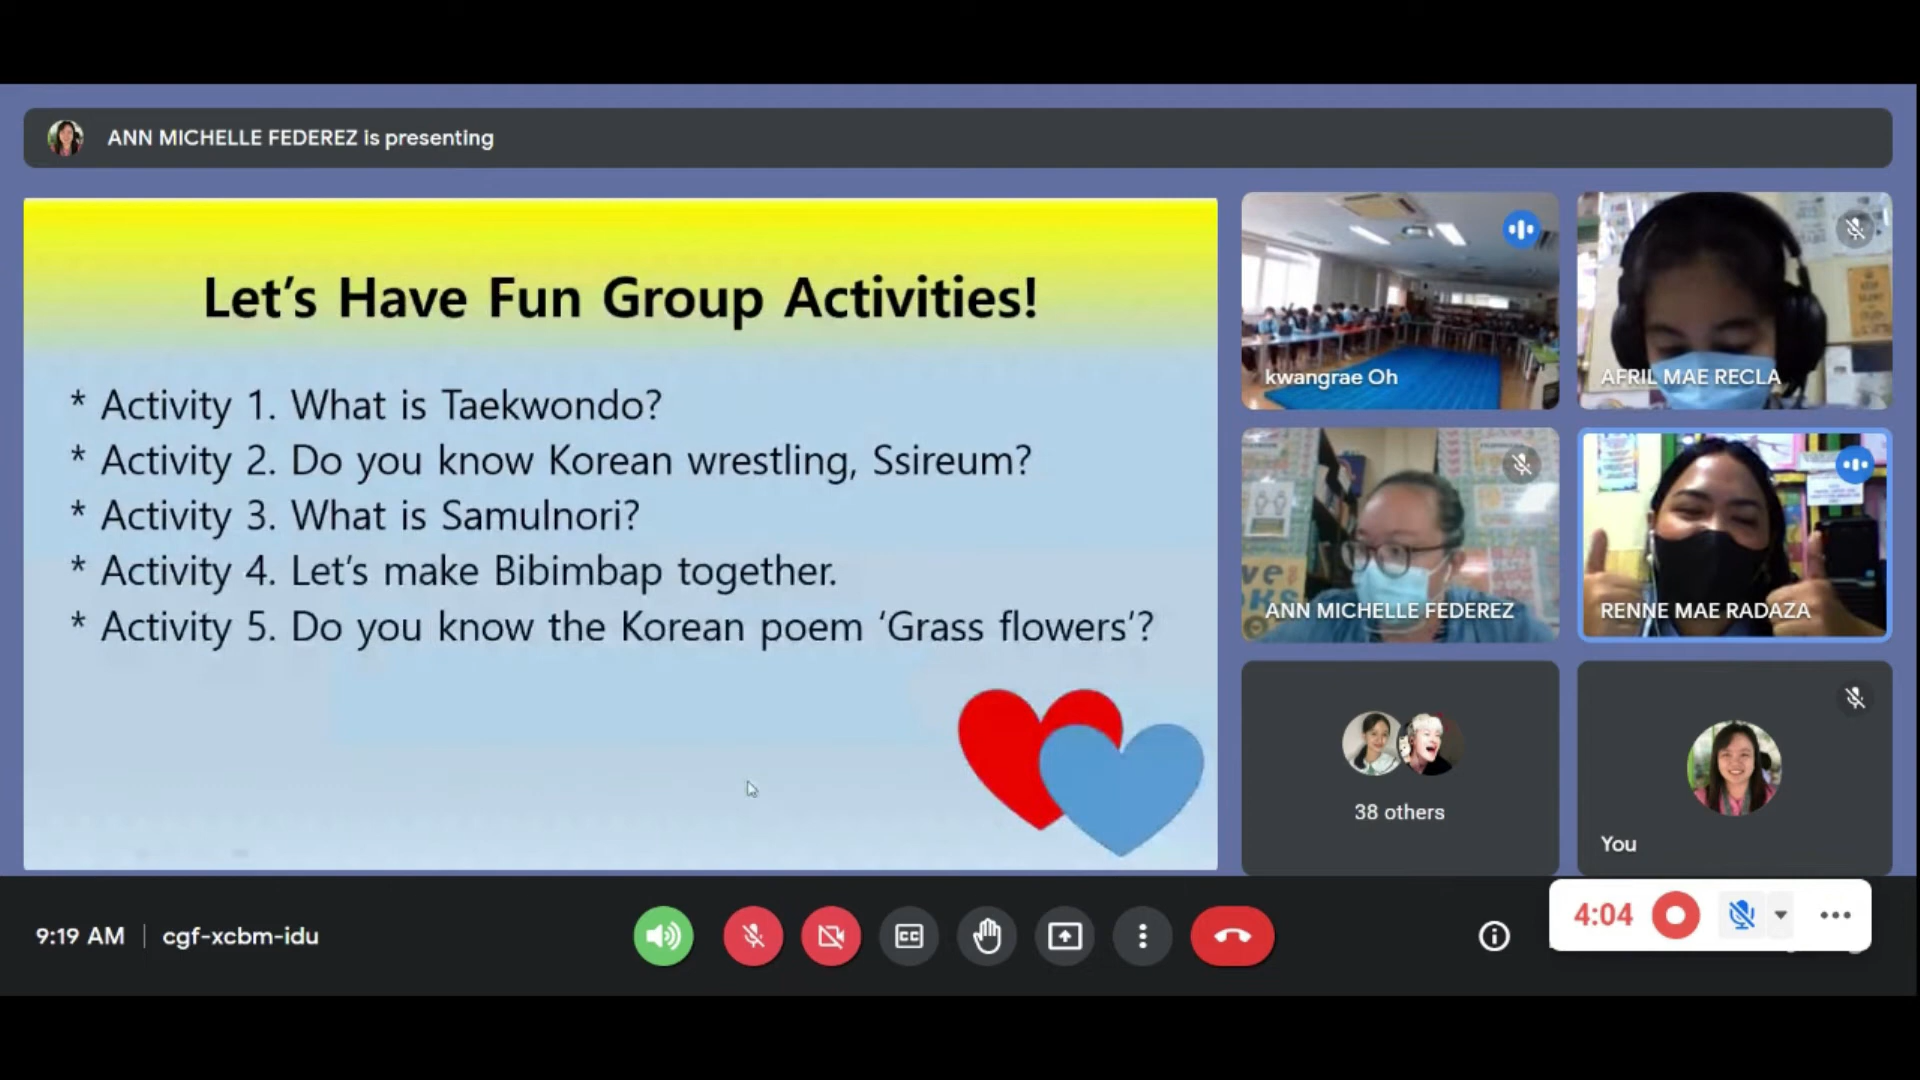 ANN MICHELLE FEDEREZ is presenting
Let's Have Fun Group Activities!
* Activity 1. What is Taekwondo?
* Activity 2. Do you know Korean wrestling, Ssireum?
* Activity 3. What is Samulnori?
* Activity 4. Let's make Bibimbap together.
* Activity 5. Do you know the Korean poem ‘Grass flowers’?
kwangrae Oh
AFRIL MAE RECLA
ANN MICHELLE FEDEREZ
RENNE MAE RADAZA
38 others
You
9:19 AM
cgf-xcbm-idu
CC
4:04